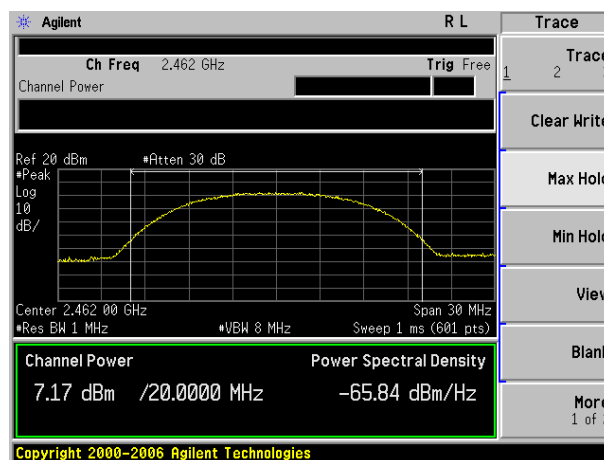 Agilent R L Trace
Ch Freq 2.462 GHz Trig Free
Channel Power
Trace
1 2
Clear Write
Max Hold
Min Hold
View
Blank
More
1 of
Ref 20 dBm #Atten 30 dB
#Peak
Log
10
dB/
Center 2.462 00 GHz Span 30 MHz
#Res BW 1 MHz #VBW 8 MHz Sweep 1 ms (601 pts)
Channel Power Power Spectral Density
7.17 dBm /20.0000 MHz -65.84 dBm/Hz
Copyright 2000-2006 Agilent Technologies